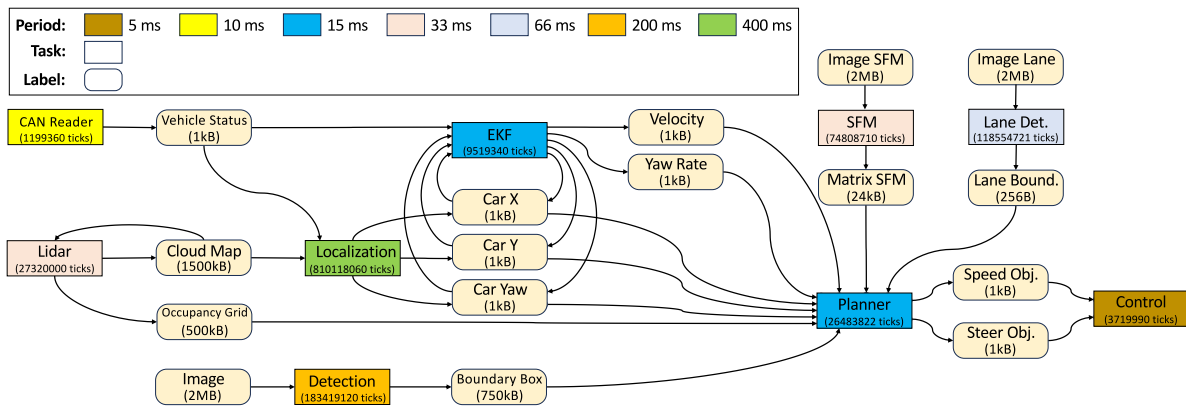 Period: 5 ms 10 ms 15 ms 33 ms 66 ms 200 ms 400 ms
Task:
Label:
Image SFM
(2MB)
Image Lane
(2MB)
CAN Reader
(1199360 ticks)
Vehicle Status
(1kB)
EKF
(9519340 ticks)
Velocity
(1kB)
SFM
(74808710 ticks)
Lane Det.
(118554721 ticks)
Yaw Rate
(1kB)
Matrix SFM
(24kB)
Lane Bound.
(256B)
Car X
(1kB)
Lidar
(27320000 ticks)
Cloud Map
(1500kB)
Localization
(810118060 ticks)
Car Y
(1kB)
Car Yaw
(1kB)
Speed Obj.
(1kB)
Occupancy Grid
(500kB)
Planner
(26483822 ticks)
Control
(3719990 ticks)
Steer Obj.
(1kB)
Image
(2MB)
Detection
(183419120 ticks)
Boundary Box
(750kB)